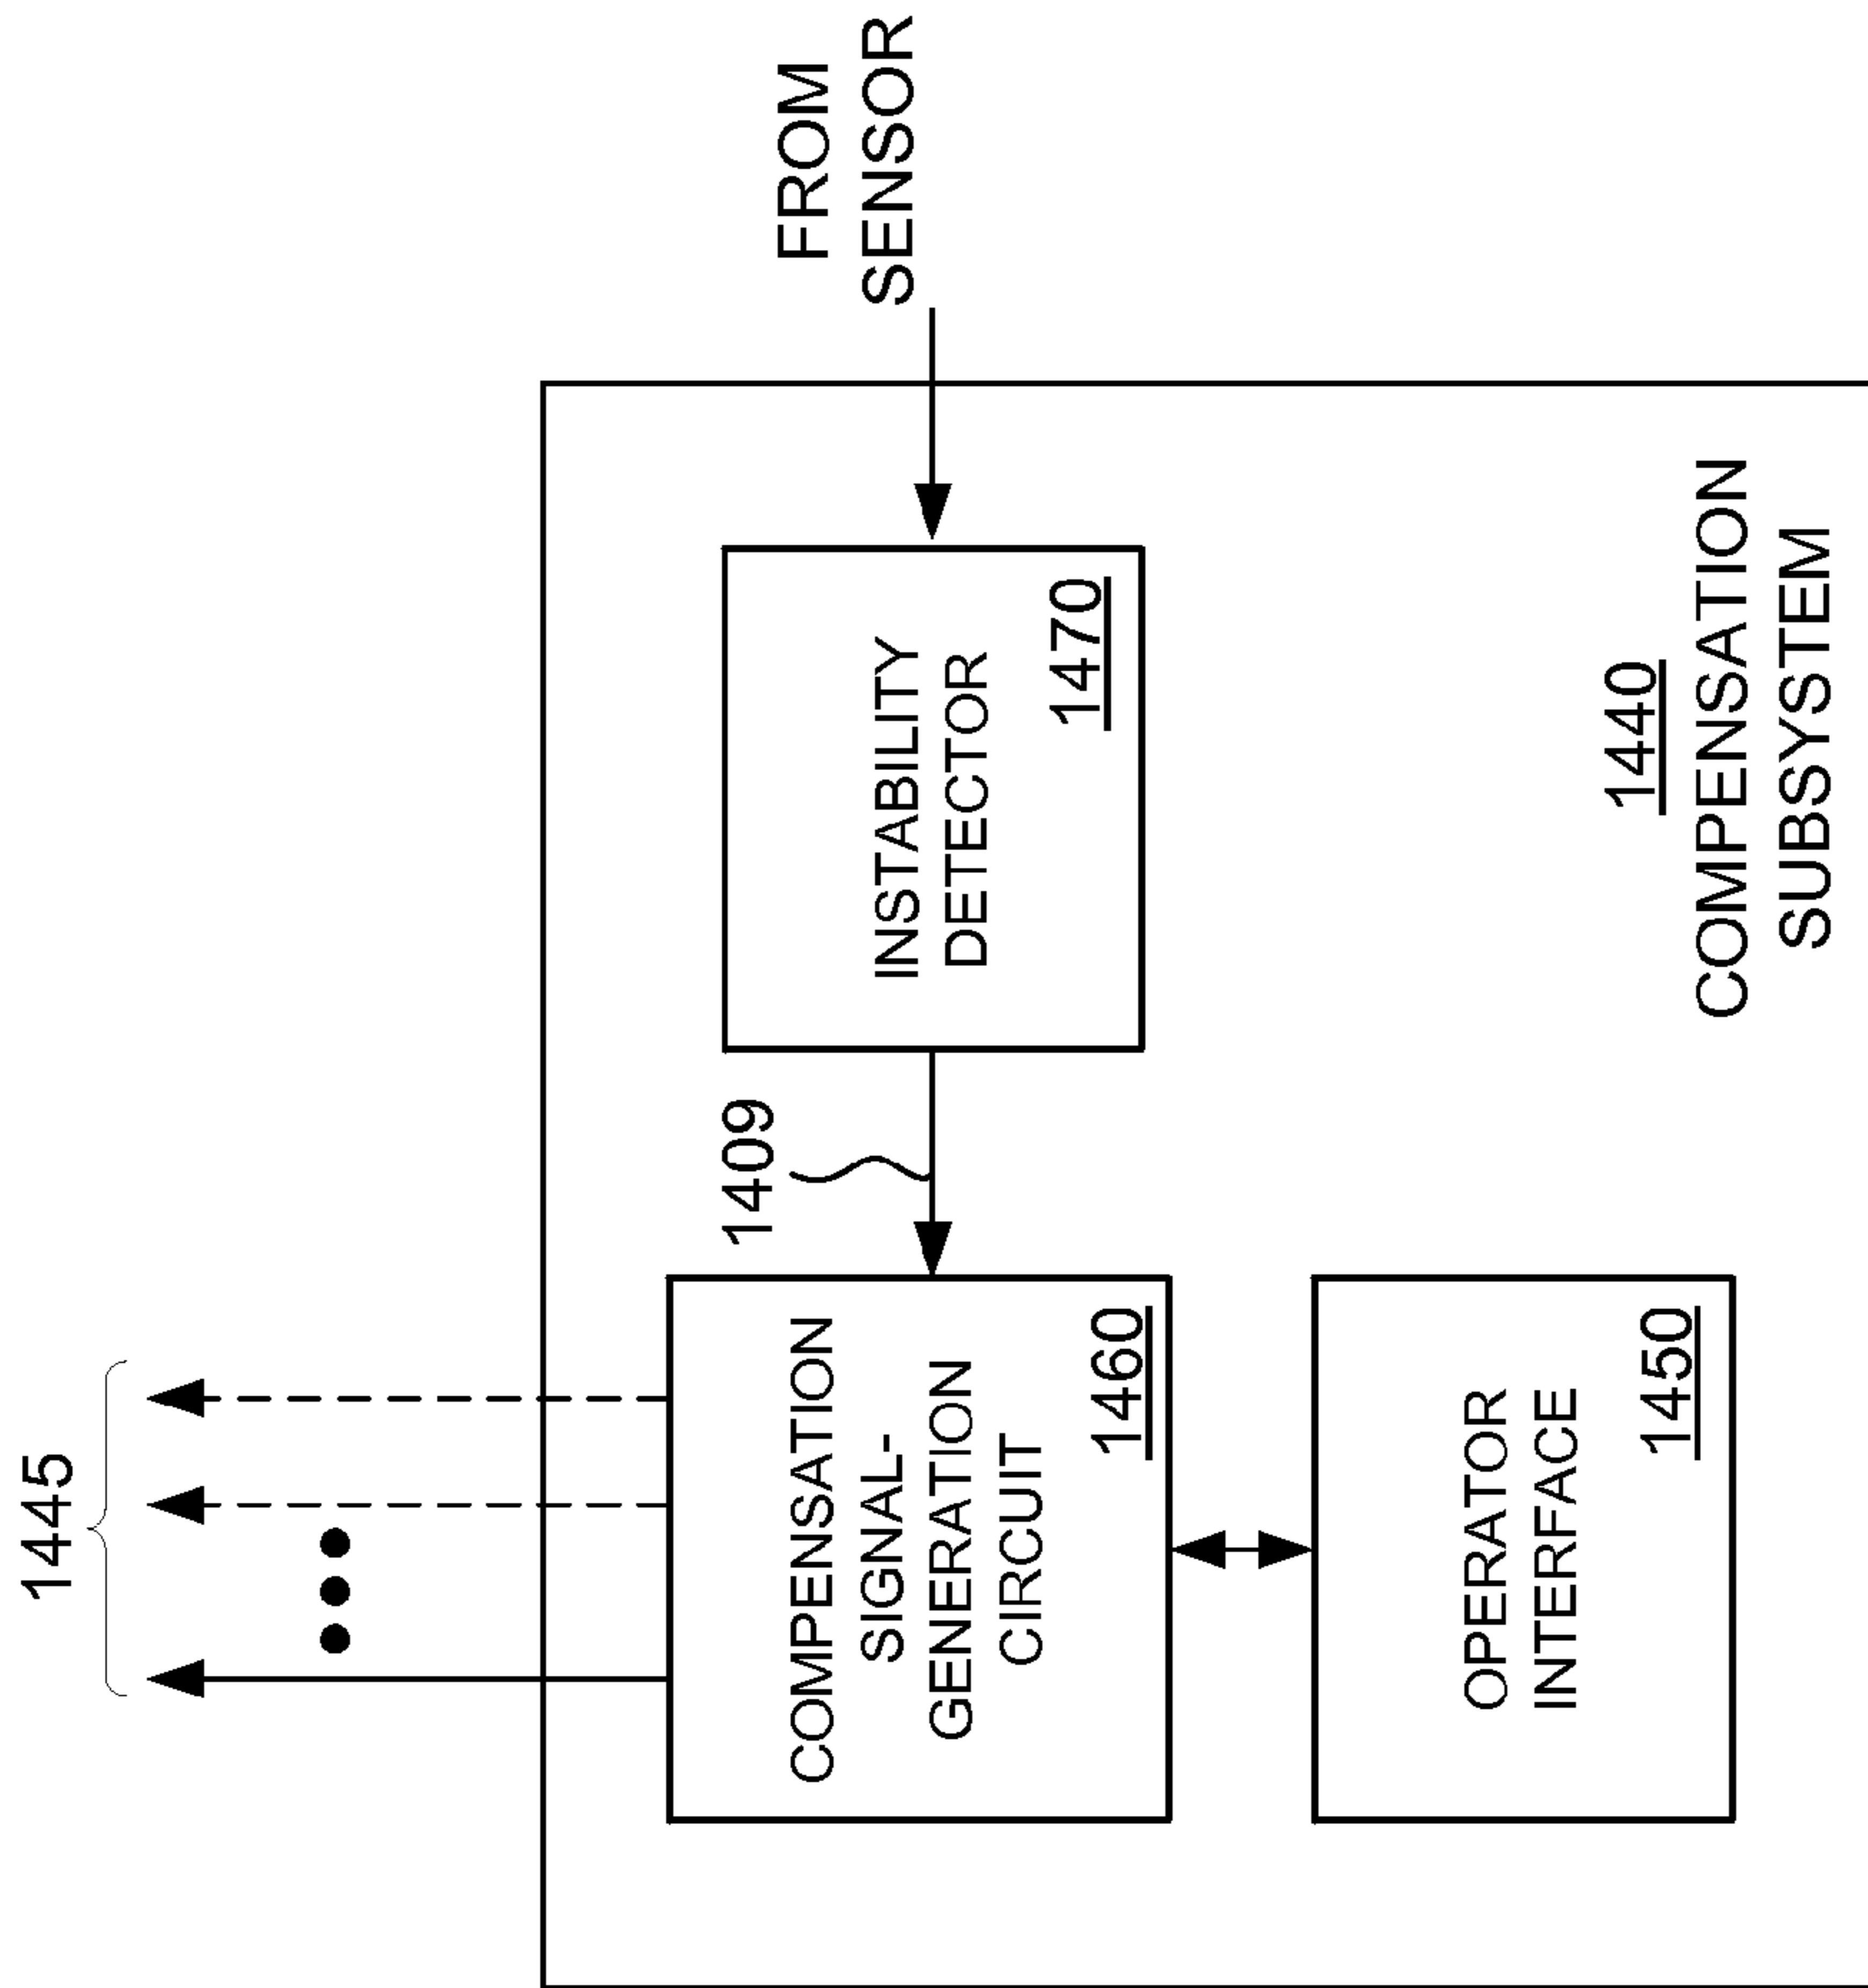 1445
COMPENSATION
SIGNAL-
GENERATION
CIRCUIT
1460
1409
INSTABILITY
DETECTOR
1470
FROM
SENSOR
OPERATOR
INTERFACE
1450
1440
COMPENSATION
SUBSYSTEM